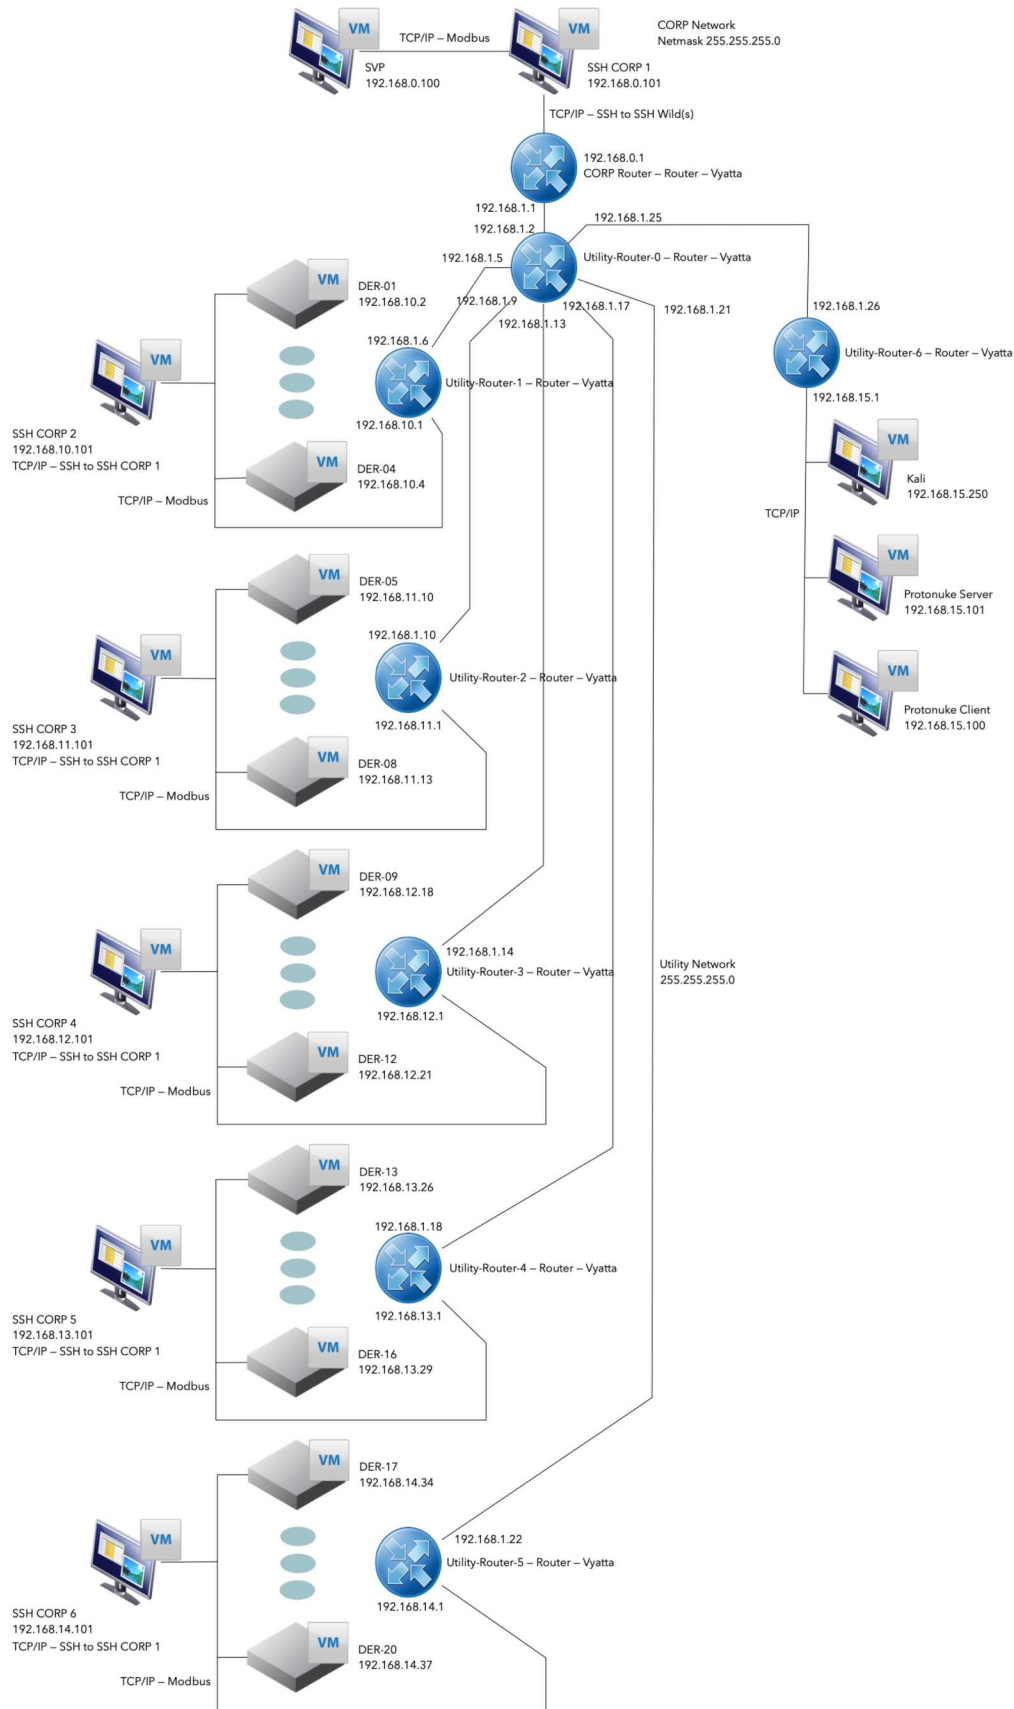 VM
VM
CORP Network
Netmask 255.255.255.0
TCP/IP – Modbus
SVP
192.168.0.100
SSH CORP 1
192.168.0.101
TCP/IP – SSH to SSH Wild(s)
192.168.0.1
CORP Router – Router – Vyatta
192.168.1.1
192.168.1.2
192.168.1.25
Utility-Router-0 – Router – Vyatta
192.168.1.5
192.168.1.9
192.168.1.13
192.168.1.17
192.168.1.21
192.168.1.26
Utility-Router-6 – Router – Vyatta
192.168.15.1
VM
Kali
192.168.15.250
TCP/IP
VM
Protonuke Server
192.168.15.101
VM
Protonuke Client
192.168.15.100
VM
DER-01
192.168.10.2
192.168.1.6
Utility-Router-1 – Router – Vyatta
192.168.10.1
VM
SSH CORP 2
192.168.10.101
TCP/IP – SSH to SSH CORP 1
VM
DER-04
192.168.10.4
TCP/IP – Modbus
VM
DER-05
192.168.11.10
192.168.1.10
Utility-Router-2 – Router – Vyatta
192.168.11.1
VM
SSH CORP 3
192.168.11.101
TCP/IP – SSH to SSH CORP 1
VM
DER-08
192.168.11.13
TCP/IP – Modbus
VM
DER-09
192.168.12.18
192.168.1.14
Utility-Router-3 – Router – Vyatta
192.168.12.1
Utility Network
255.255.255.0
VM
SSH CORP 4
192.168.12.101
TCP/IP – SSH to SSH CORP 1
VM
DER-12
192.168.12.21
TCP/IP – Modbus
VM
DER-13
192.168.13.26
192.168.1.18
Utility-Router-4 – Router – Vyatta
192.168.13.1
VM
SSH CORP 5
192.168.13.101
TCP/IP – SSH to SSH CORP 1
VM
DER-16
192.168.13.29
TCP/IP – Modbus
VM
DER-17
192.168.14.34
192.168.1.22
Utility-Router-5 – Router – Vyatta
192.168.14.1
VM
SSH CORP 6
192.168.14.101
TCP/IP – SSH to SSH CORP 1
VM
DER-20
192.168.14.37
TCP/IP – Modbus